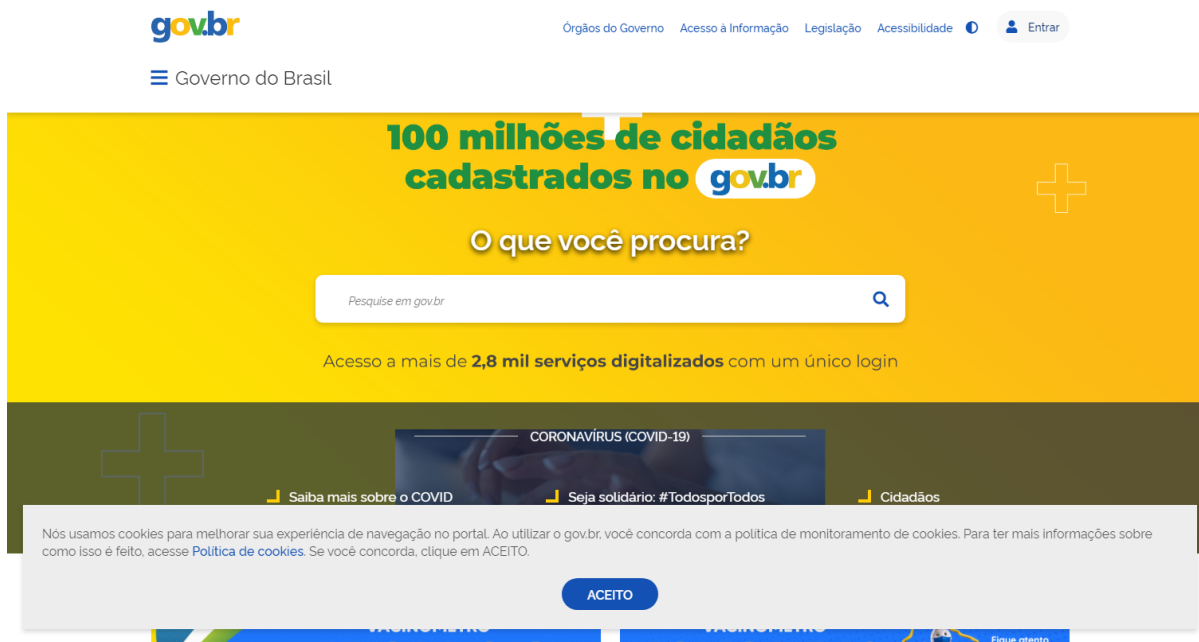 gov.br
Órgãos do Governo Acesso à Informação Legislação Acessibilidade Entrar
Governo do Brasil
100 milhões de cidadãos
cadastrados no gov.br
O que você procura?
Pesquise em gov.br
Acesso a mais de 2,8 mil serviços digitalizados com um único login
CORONAVÍRUS (COVID-19)
Saiba mais sobre o COVID Seja solidário: #TodosporTodos Cidadãos
Nós usamos cookies para melhorar sua experiência de navegação no portal. Ao utilizar o gov.br, você concorda com a política de monitoramento de cookies. Para ter mais informações sobre
como isso é feito, acesse Política de cookies. Se você concorda, clique em ACEITO.
ACEITO
VACINÔMETRO VACINÔMETRO Fique atento